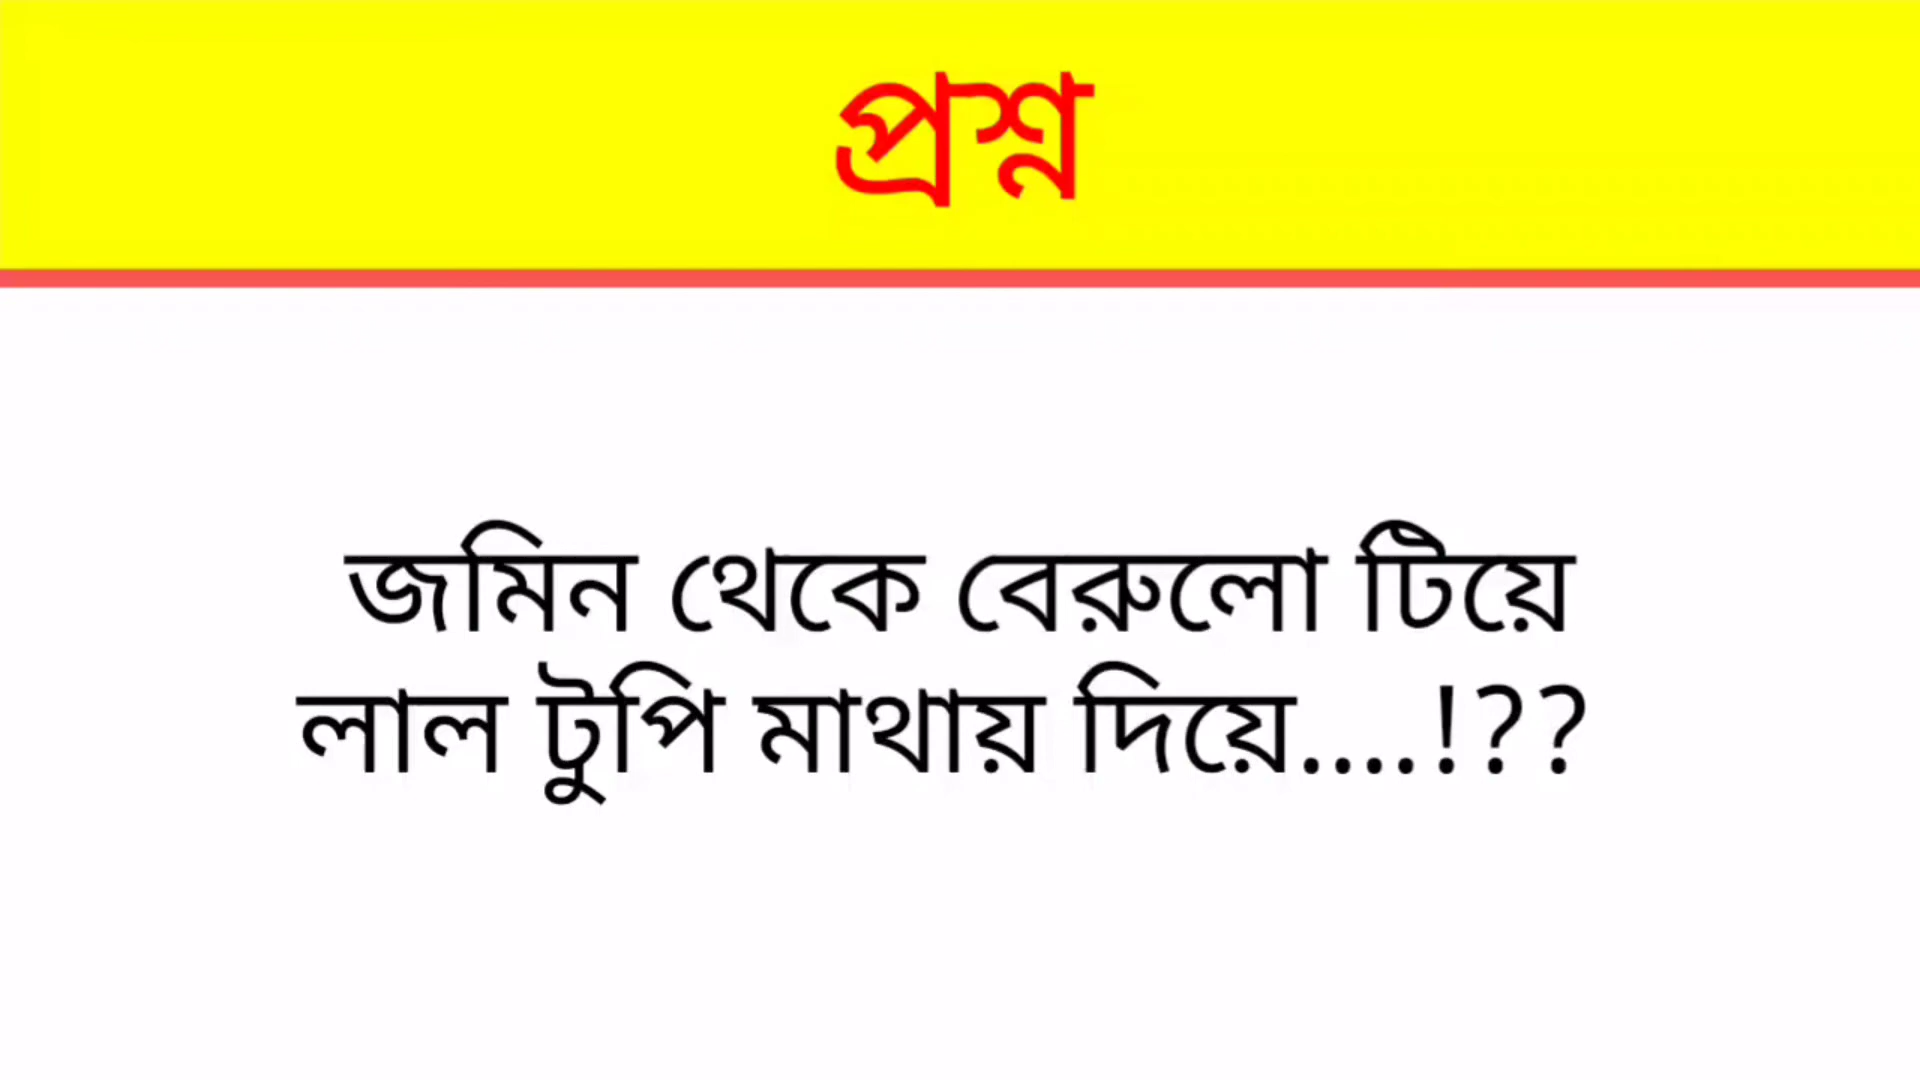 প্রশ্ন
জমিন থেকে বেরুলো টিয়ে
লাল টুপি মাথায় দিয়ে....!??